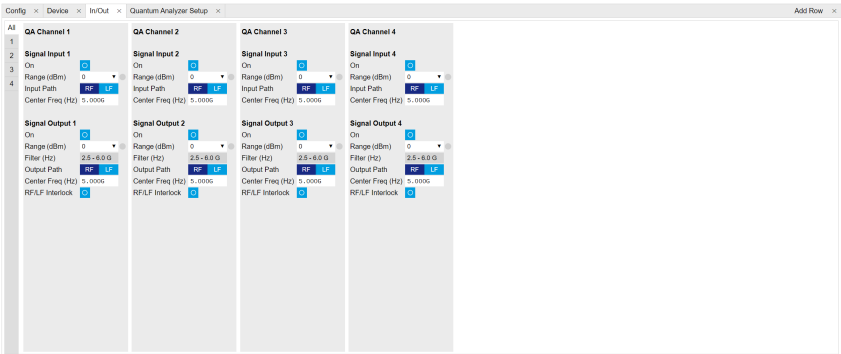 Config × Device × In/Out × Quantum Analyzer Setup × Add Row ×
All
1
2
3
4
QA Channel 1
Signal Input 1
On
Range (dBm) 0
Input Path RF LF
Center Freq (Hz) 5.000G
Signal Output 1
On
Range (dBm) 0
Filter (Hz) 2.5 - 6.0 G
Output Path RF LF
Center Freq (Hz) 5.000G
RF/LF Interlock
QA Channel 2
Signal Input 2
On
Range (dBm) 0
Input Path RF LF
Center Freq (Hz) 5.000G
Signal Output 2
On
Range (dBm) 0
Filter (Hz) 2.5 - 6.0 G
Output Path RF LF
Center Freq (Hz) 5.000G
RF/LF Interlock
QA Channel 3
Signal Input 3
On
Range (dBm) 0
Input Path RF LF
Center Freq (Hz) 5.000G
Signal Output 3
On
Range (dBm) 0
Filter (Hz) 2.5 - 6.0 G
Output Path RF LF
Center Freq (Hz) 5.000G
RF/LF Interlock
QA Channel 4
Signal Input 4
On
Range (dBm) 0
Input Path RF LF
Center Freq (Hz) 5.000G
Signal Output 4
On
Range (dBm) 0
Filter (Hz) 2.5 - 6.0 G
Output Path RF LF
Center Freq (Hz) 5.000G
RF/LF Interlock